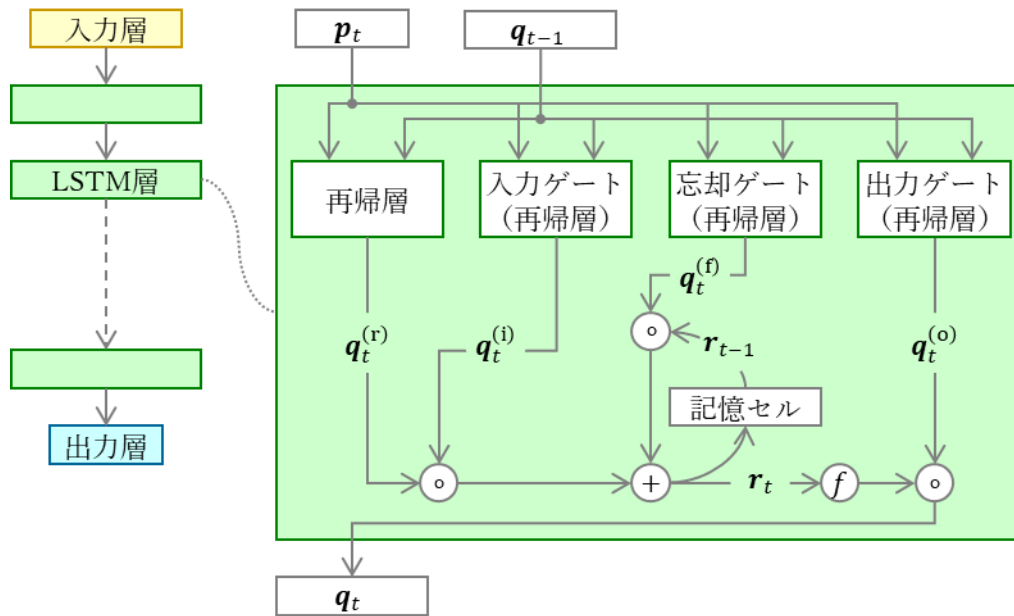 入力層
LSTM層
出力層
p_t
q_{t−1}
再帰層
入力ゲート
（再帰層）
忘却ゲート
（再帰層）
出力ゲート
（再帰層）
q_t^{(f)}
q_t^{(r)}
q_t^{(i)}
∘
r_{t−1}
q_t^{(o)}
記憶セル
∘
+
r_t
f
∘
q_t